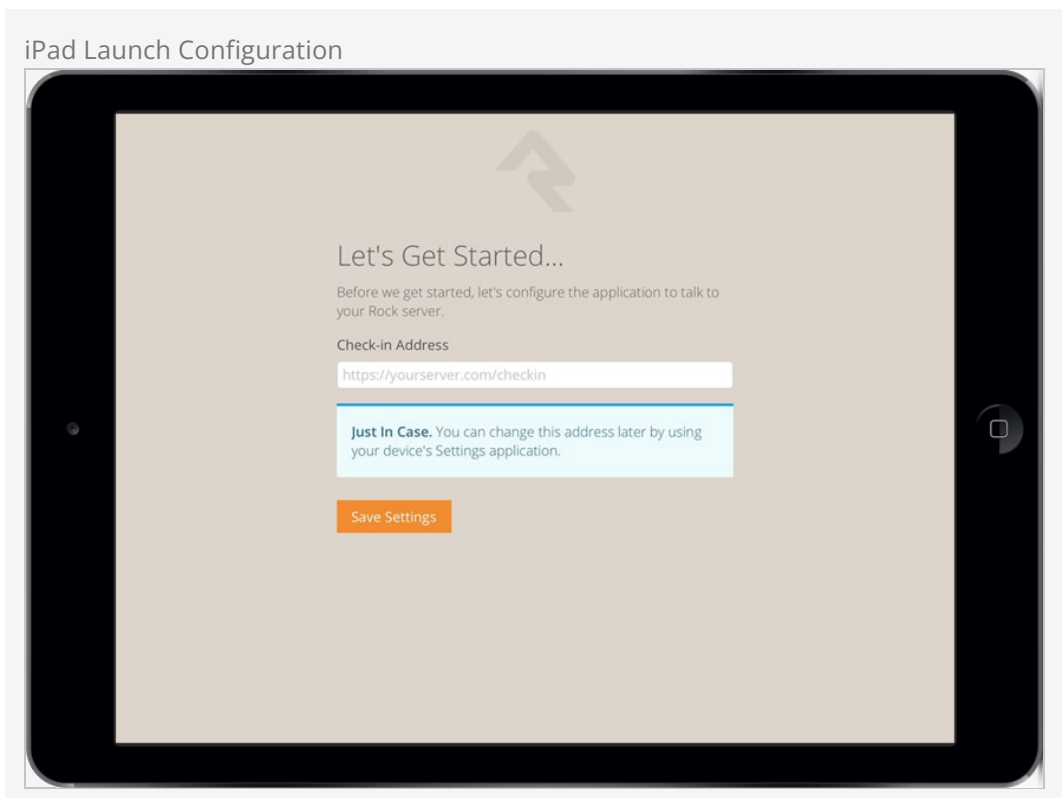 iPad Launch Configuration
Let's Get Started...
Before we get started, let's configure the application to talk to
your Rock server.
Check-in Address
https://yourserver.com/checkin
Just In Case. You can change this address later by using
your device's Settings application.
Save Settings